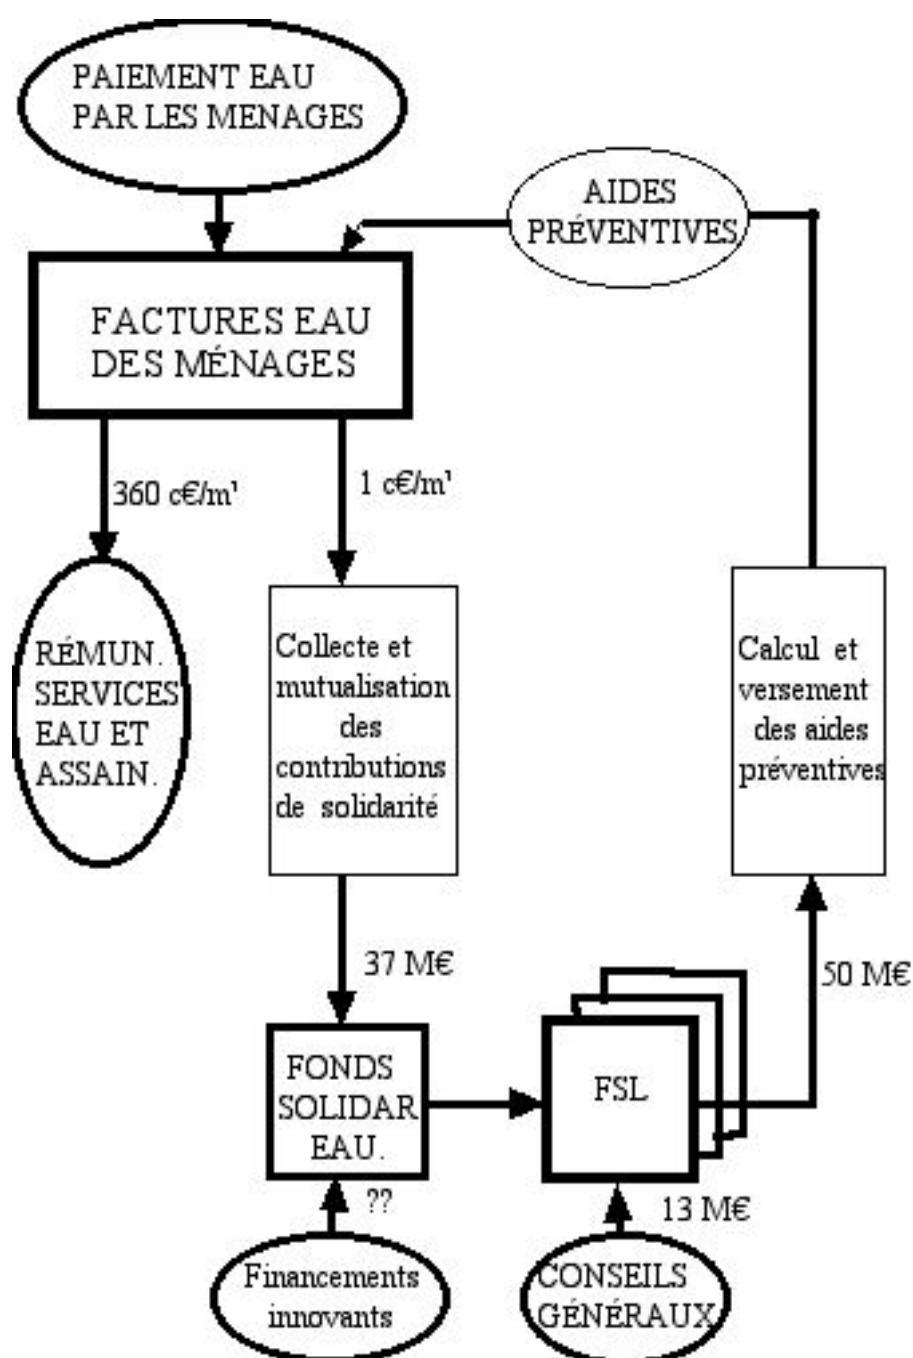 PAIEMENT EAU
PAR LES MENAGES
AIDES
PRÉVENTIVES
FACTURES EAU
DES MÉNAGES
360 c€/m³
1 c€/m³
RÉMUN.
SERVICES
EAU ET
ASSAIN.
Collecte et
mutualisation
des
contributions
de solidarité
Calcul et
versement
des aides
préventives
37 M€
50 M€
FONDS
SOLIDAR
EAU.
FSL
??
13 M€
Financements
innovants
CONSEILS
GÉNÉRAUX